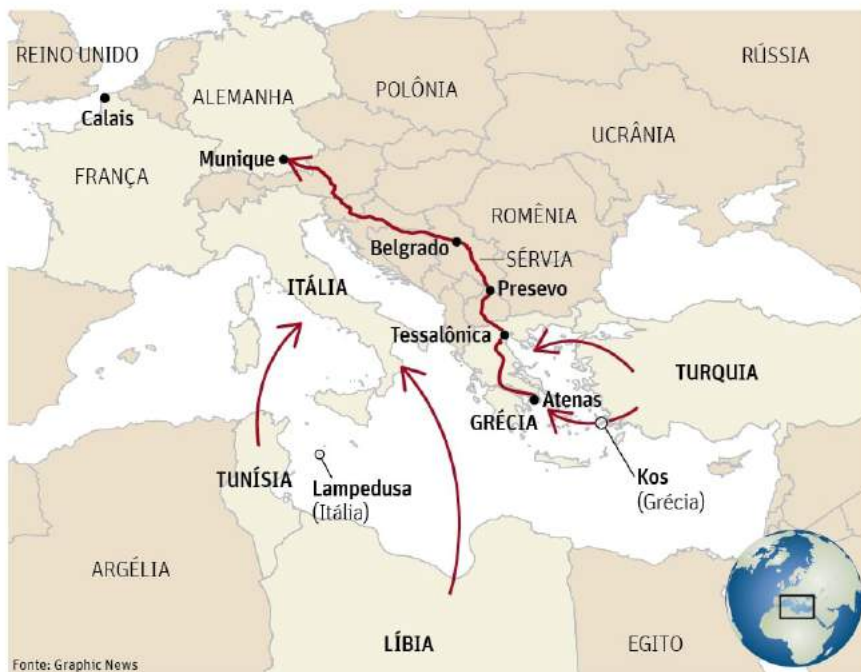 REINO UNIDO
RÚSSIA
ALEMANHA
POLÔNIA
Calais
UCRÂNIA
Munique
FRANÇA
ROMÊNIA
Belgrado
SÉRVIA
ITÁLIA
Presevo
Tessalônica
TURQUIA
Atenas
GRÉCIA
TUNÍSIA
Lampedusa
(Itália)
Kos
(Grécia)
ARGÉLIA
LÍBIA
EGITO
Fonte: Graphic News